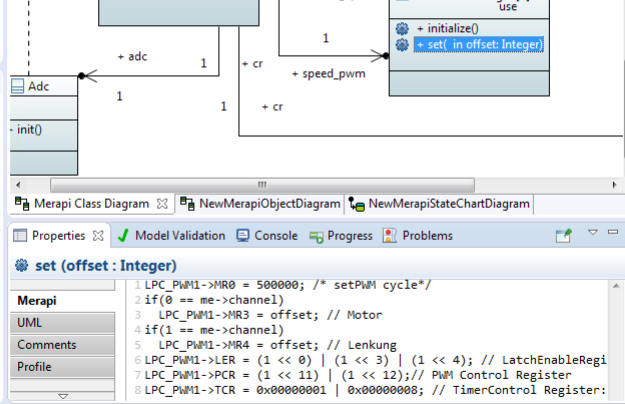 use
+ initialize()
+ set( in offset: Integer)
1
+ adc
1
+ cr
+ speed_pwm
Adc
1
1
+ cr
init()
Merapi Class Diagram
NewMerapiObjectDiagram
NewMerapiStateChartDiagram
Properties
Model Validation
Console
Progress
Problems
set (offset : Integer)
Merapi
UML
Comments
Profile
1 LPC_PWM1->MR0 = 500000; /* setPWM cycle*/
2 if(0 == me->channel)
3 LPC_PWM1->MR3 = offset; // Motor
4 if(1 == me->channel)
5 LPC_PWM1->MR4 = offset; // Lenkung
6 LPC_PWM1->LER = (1 << 0) | (1 << 3) | (1 << 4); // LatchEnableRegi
7 LPC_PWM1->PCR = (1 << 11) | (1 << 12);// PWM Control Register
8 LPC_PWM1->TCR = 0x00000001 | 0x00000008; // TimerControl Register: